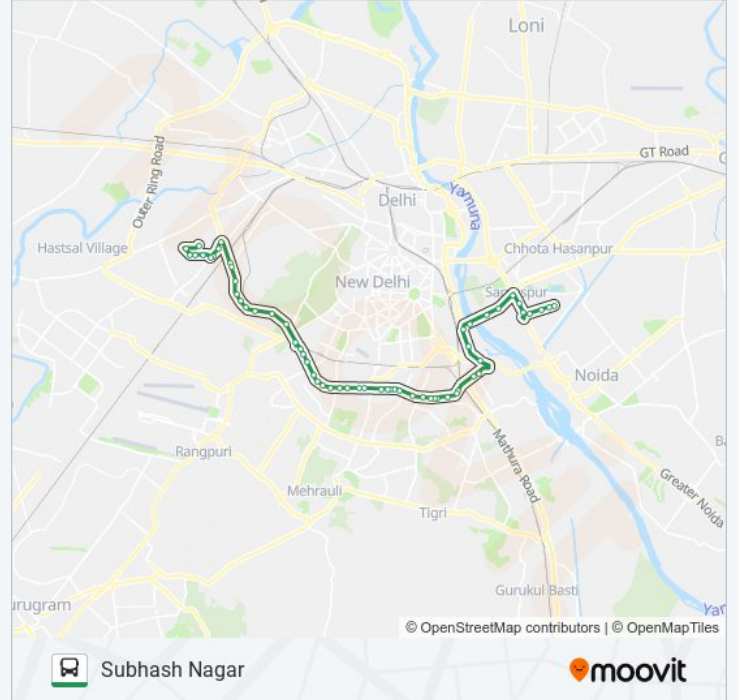 Loni
GT Road
Outer Ring Road
Yamuna
Delhi
Hastsal Village
Chhota Hasanpur
New Delhi
Noida
Rangpuri
Mathura Road
Mehrauli
Greater Noida
Tigri
Gurukul Basti
urugram
© OpenStreetMap contributors | © OpenMapTiles
Subhash Nagar
moovit